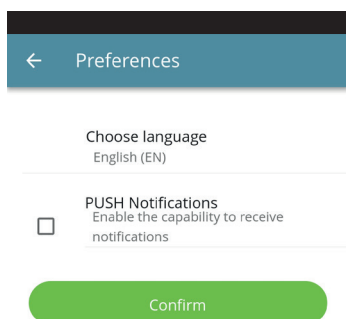 Preferences
Choose language
English (EN)
PUSH Notifications
Enable the capability to receive
notifications
Confirm